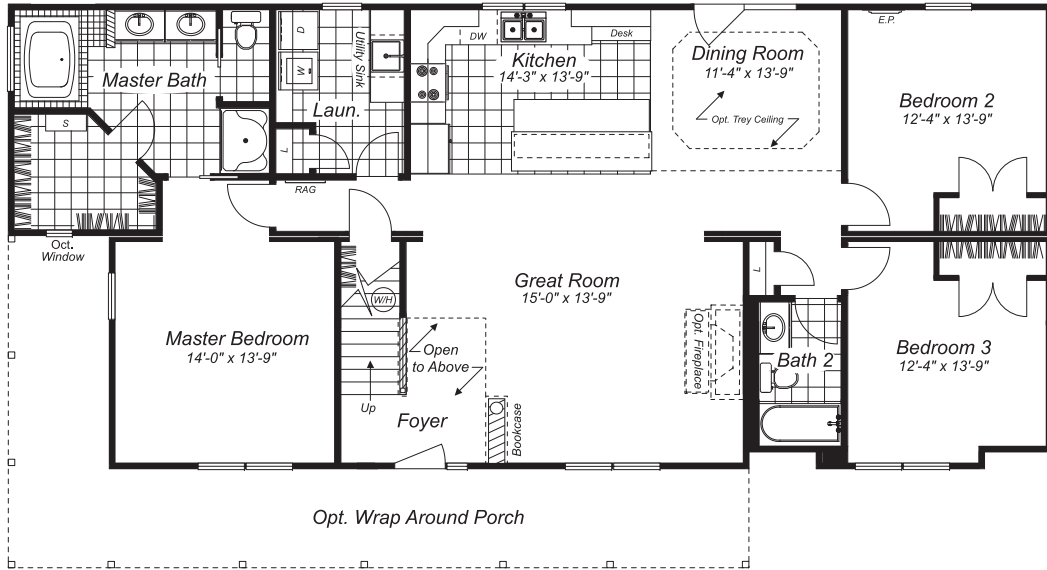 E.P.
D
W
Utility Sink
DW
Desk
Kitchen
14'-3" x 13'-9"
Dining Room
11'-4" x 13'-9"
Opt. Trey Ceiling
Bedroom 2
12'-4" x 13'-9"
Master Bath
Laun.
S
L
RAG
Oct.
Window
W/H
Great Room
15'-0" x 13'-9"
L
Master Bedroom
14'-0" x 13'-9"
Open
to Above
Up
Foyer
Bookcase
Opt. Fireplace
Bath 2
Bedroom 3
12'-4" x 13'-9"
Opt. Wrap Around Porch